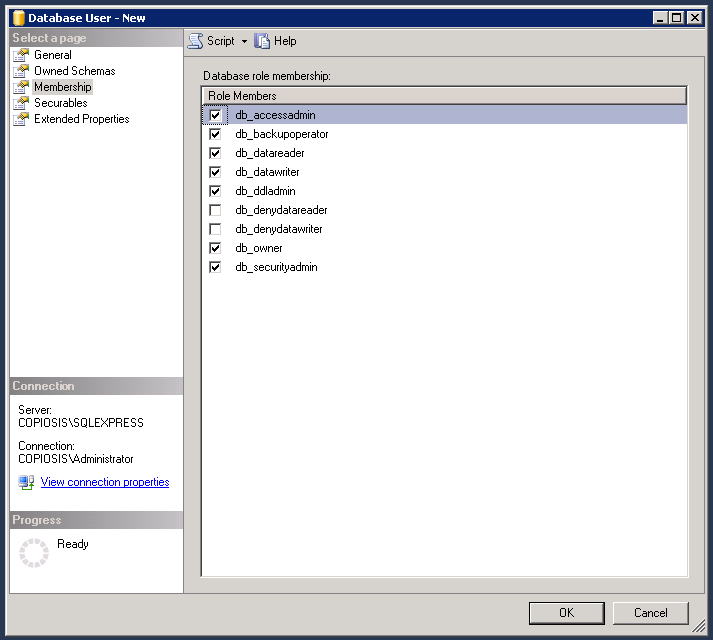 Database User - New
Select a page
General
Owned Schemas
Membership
Securables
Extended Properties
Script
Help
Database role membership:
Role Members
db_accessadmin
db_backupoperator
db_datareader
db_datawriter
db_ddladmin
db_denydatareader
db_denydatawriter
db_owner
db_securityadmin
Connection
Server:
COPIOSIS\SQLEXPRESS
Connection:
COPIOSIS\Administrator
View connection properties
Progress
Ready
OK
Cancel